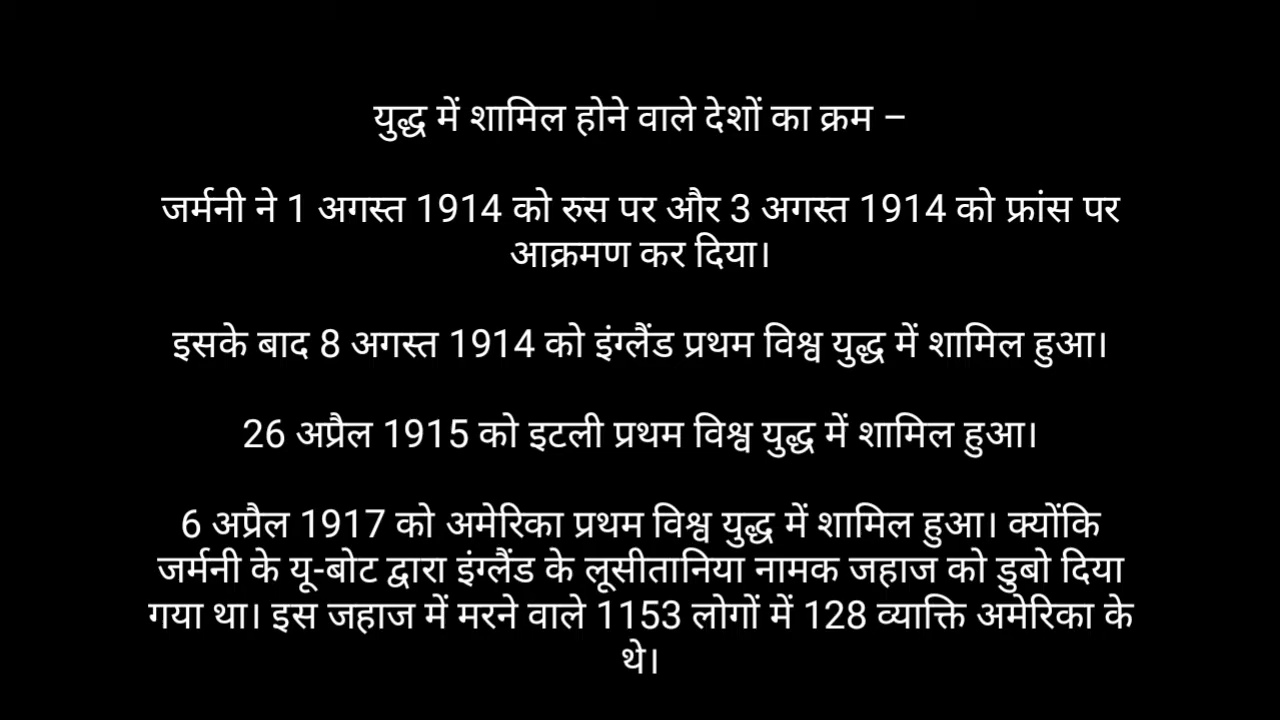 युद्ध में शामिल होने वाले देशों का क्रम –
जर्मनी ने 1 अगस्त 1914 को रुस पर और 3 अगस्त 1914 को फ्रांस पर
आक्रमण कर दिया।
इसके बाद 8 अगस्त 1914 को इंग्लैंड प्रथम विश्व युद्ध में शामिल हुआ।
26 अप्रैल 1915 को इटली प्रथम विश्व युद्ध में शामिल हुआ।
6 अप्रैल 1917 को अमेरिका प्रथम विश्व युद्ध में शामिल हुआ। क्योंकि
जर्मनी के यू-बोट द्वारा इंग्लैंड के लूसीतानिया नामक जहाज को डुबो दिया
गया था। इस जहाज में मरने वाले 1153 लोगों में 128 व्याक्ति अमेरिका के
थे।